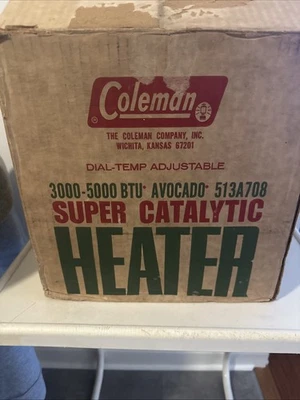 Coleman
®
THE COLEMAN COMPANY, INC.
WICHITA, KANSAS 67201
DIAL-TEMP ADJUSTABLE
3000-5000 BTU• AVOCADO• 513A708
SUPER CATALYTIC
HEATER